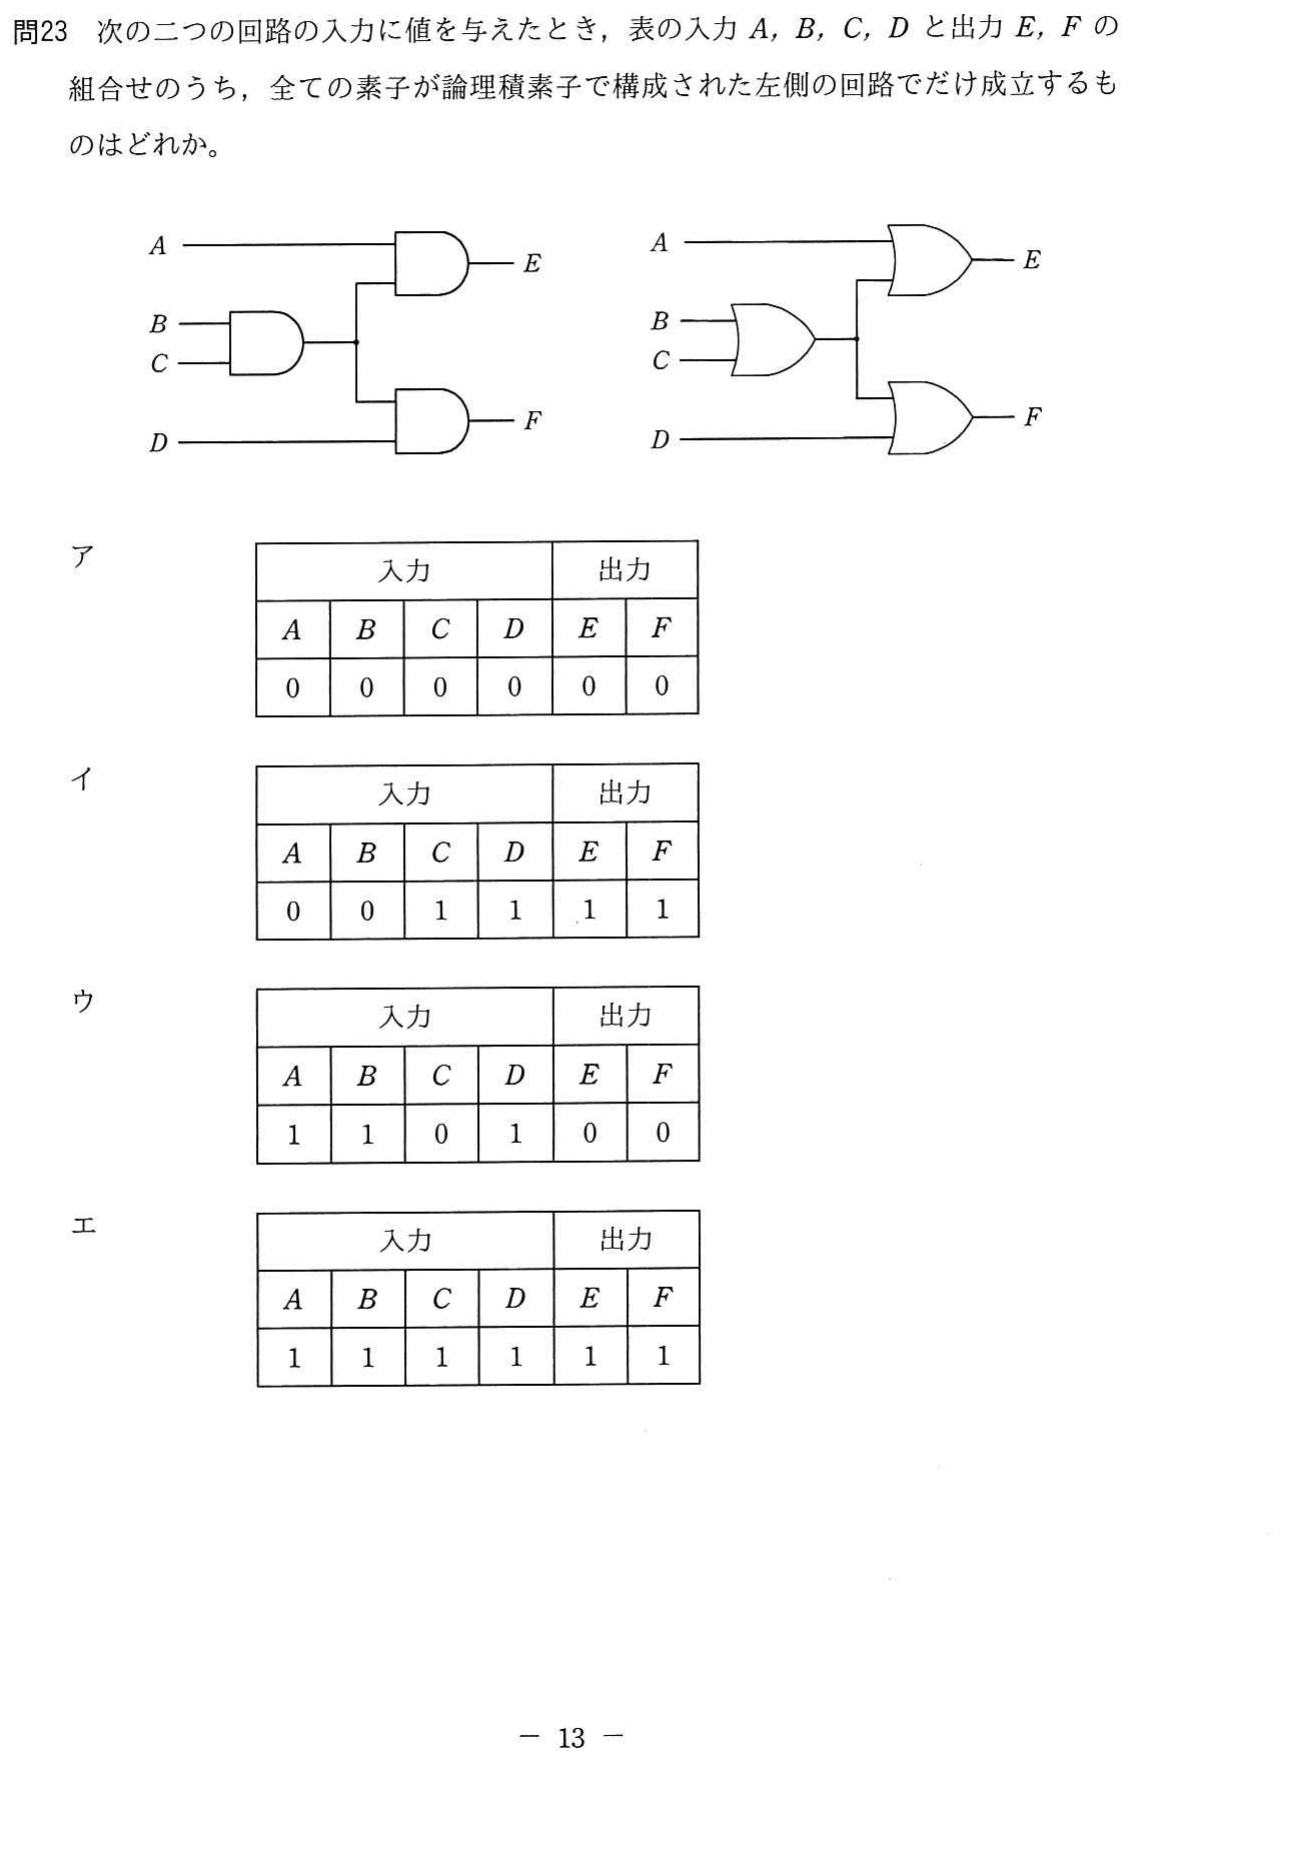 問23 次の二つの回路の入力に値を与えたとき，表の入力 A，B，C，D と出力 E，F の
組合せのうち，全ての素子が論理積素子で構成された左側の回路でだけ成立するも
のはどれか。
A
E
B
C
F
D
A
E
B
C
F
D
ア
入力 出力
A B C D E F
0 0 0 0 0 0
イ
入力 出力
A B C D E F
0 0 1 1 1 1
ウ
入力 出力
A B C D E F
1 1 0 1 0 0
エ
入力 出力
A B C D E F
1 1 1 1 1 1
－ 13 －